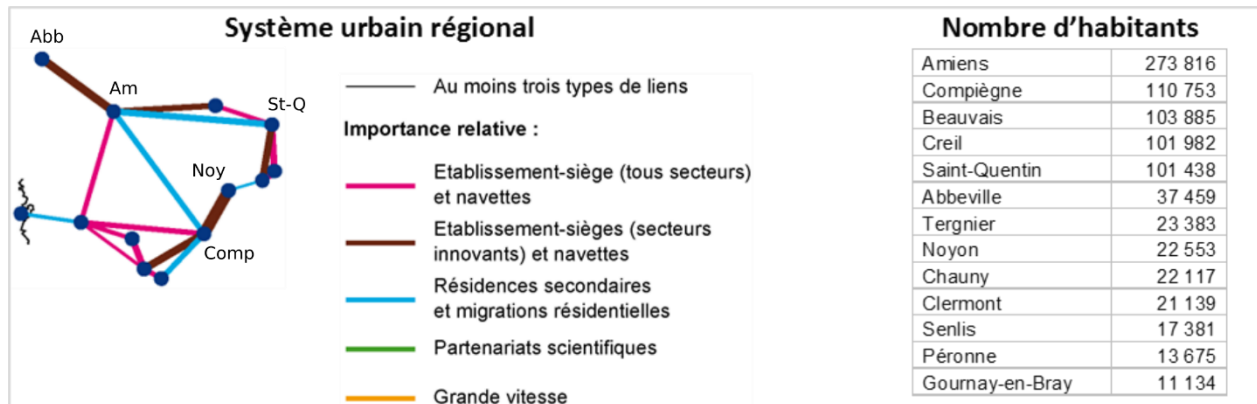 Système urbain régional
Abb
Am
St-Q
Noy
Comp
Au moins trois types de liens
Importance relative :
Etablissement-siège (tous secteurs)
et navettes
Etablissement-sièges (secteurs
innovants) et navettes
Résidences secondaires
et migrations résidentielles
Partenariats scientifiques
Grande vitesse
Nombre d’habitants
Amiens 273 816
Compiègne 110 753
Beauvais 103 885
Creil 101 982
Saint-Quentin 101 438
Abbeville 37 459
Tergnier 23 383
Noyon 22 553
Chauny 22 117
Clermont 21 139
Senlis 17 381
Péronne 13 675
Gournay-en-Bray 11 134